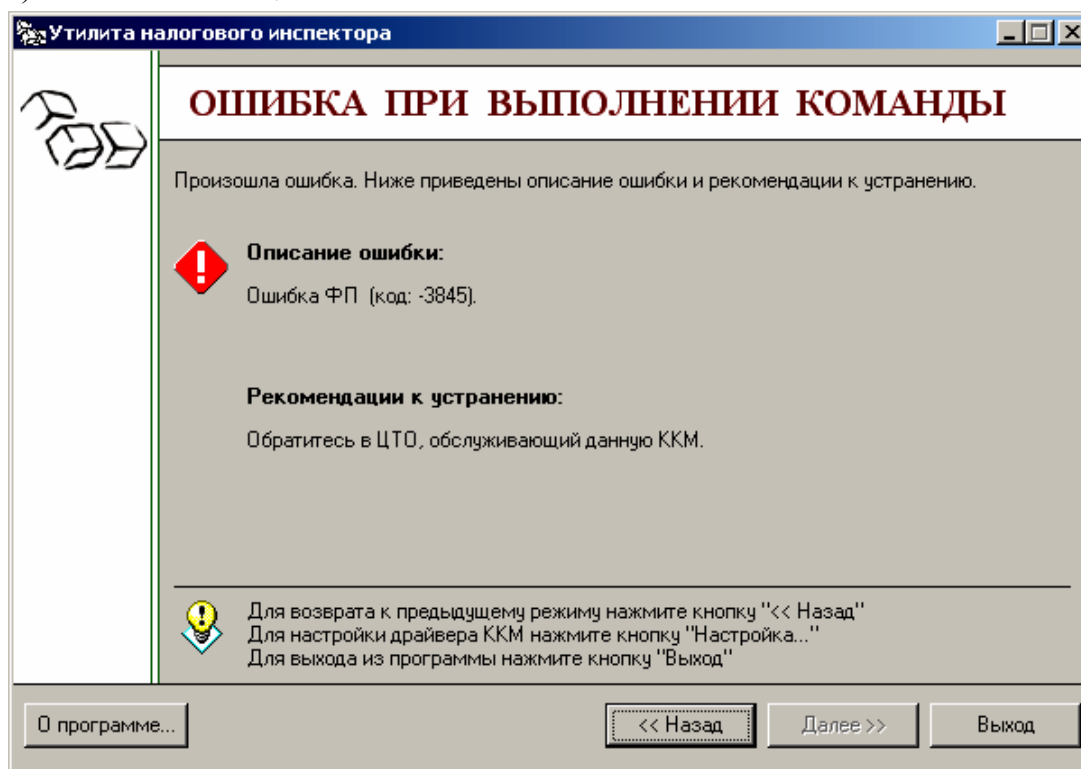 Утилита налогового инспектора
ОШИБКА ПРИ ВЫПОЛНЕНИИ КОМАНДЫ
Произошла ошибка. Ниже приведены описание ошибки и рекомендации к устранению.
Описание ошибки:
Ошибка ФП (код: -3845).
Рекомендации к устранению:
Обратитесь в ЦТО, обслуживающий данную ККМ.
Для возврата к предыдущему режиму нажмите кнопку "<< Назад"
Для настройки драйвера ККМ нажмите кнопку "Настройка..."
Для выхода из программы нажмите кнопку "Выход"
О программе... << Назад Далее >> Выход